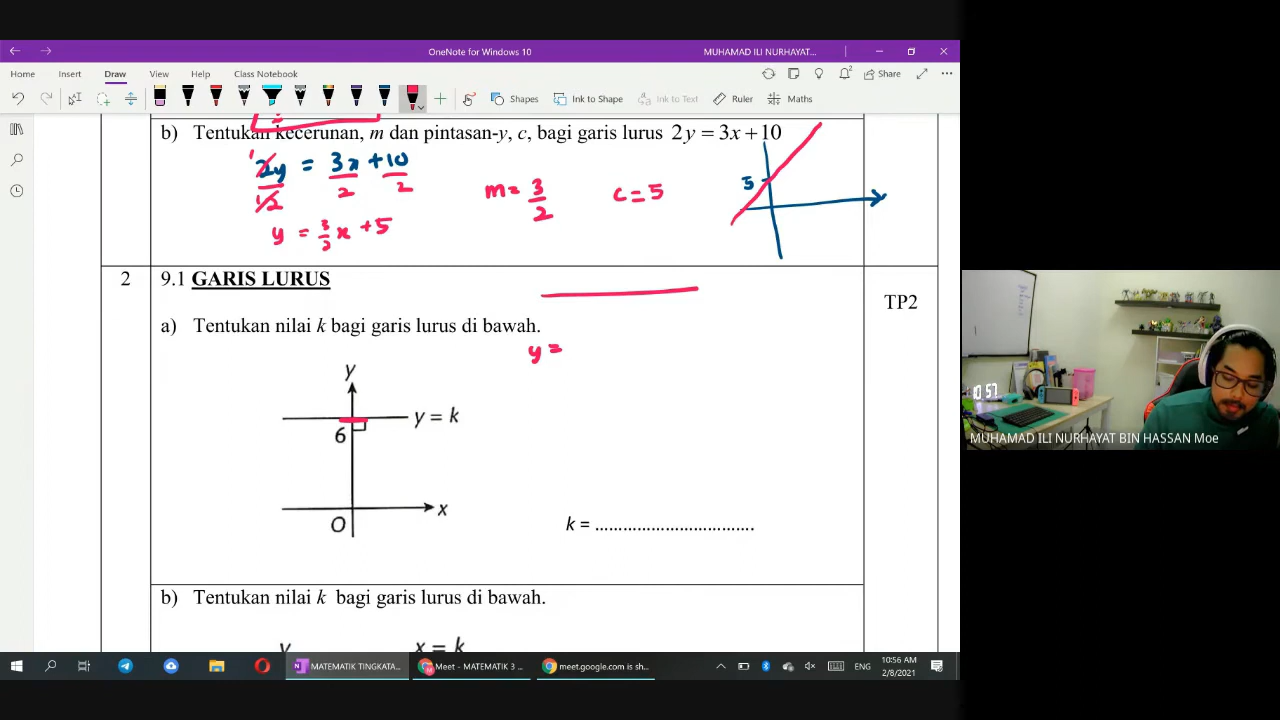 OneNote for Windows 10
MUHAMAD ILI NURHAYAT...
Home Insert Draw View Help Class Notebook
Share
Shapes Ink to Shape Ink to Text Ruler Maths
b) Tentukan kecerunan, m dan pintasan-y, c, bagi garis lurus 2y = 3x + 10
2y = 3x + 10
2 2 2
y = 3/2 x + 5
m = 3/2
c = 5
5
2 9.1 GARIS LURUS
TP2
a) Tentukan nilai k bagi garis lurus di bawah.
y =
y
y = k
6
x
O
k = ..................................
b) Tentukan nilai k bagi garis lurus di bawah.
y x = k
10 57
MUHAMAD ILI NURHAYAT BIN HASSAN Moe
MATEMATIK TINGKATA... Meet - MATEMATIK 3 ... meet.google.com is sh...
ENG
10:56 AM
2/8/2021